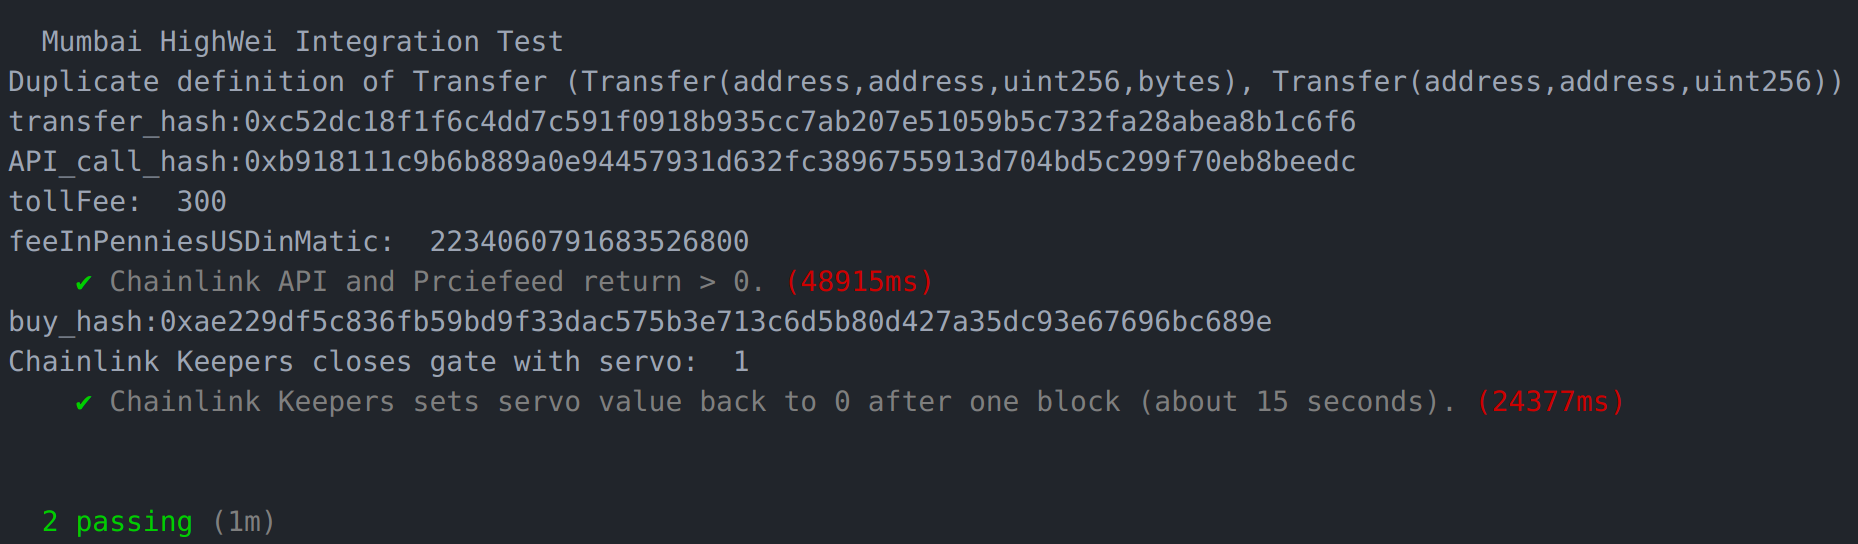 Mumbai HighWei Integration Test
Duplicate definition of Transfer (Transfer(address,address,uint256,bytes), Transfer(address,address,uint256))
transfer_hash:0xc52dc18f1f6c4dd7c591f0918b935cc7ab207e51059b5c732fa28abea8b1c6f6
API_call_hash:0xb918111c9b6b889a0e94457931d632fc3896755913d704bd5c299f70eb8beedc
tollFee:  300
feeInPenniesUSDinMatic:  2234060791683526800
✔ Chainlink API and Prciefeed return > 0. (48915ms)
buy_hash:0xae229df5c836fb59bd9f33dac575b3e713c6d5b80d427a35dc93e67696bc689e
Chainlink Keepers closes gate with servo:  1
✔ Chainlink Keepers sets servo value back to 0 after one block (about 15 seconds). (24377ms)
2 passing (1m)